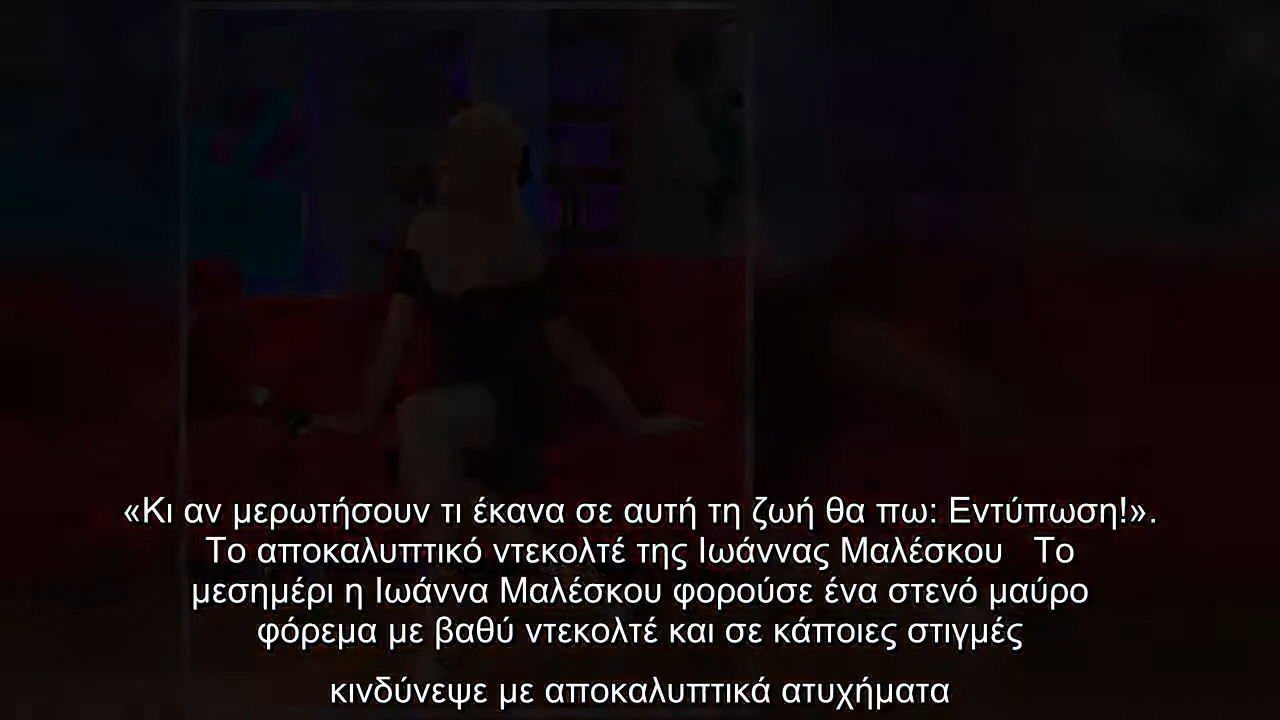 «Κι αν μερωτήσουν τι έκανα σε αυτή τη ζωή θα πω: Εντύπωση!».
Το αποκαλυπτικό ντεκολτέ της Ιωάννας Μαλέσκου   Το
μεσημέρι η Ιωάννα Μαλέσκου φορούσε ένα στενό μαύρο
φόρεμα με βαθύ ντεκολτέ και σε κάποιες στιγμές
κινδύνεψε με αποκαλυπτικά ατυχήματα